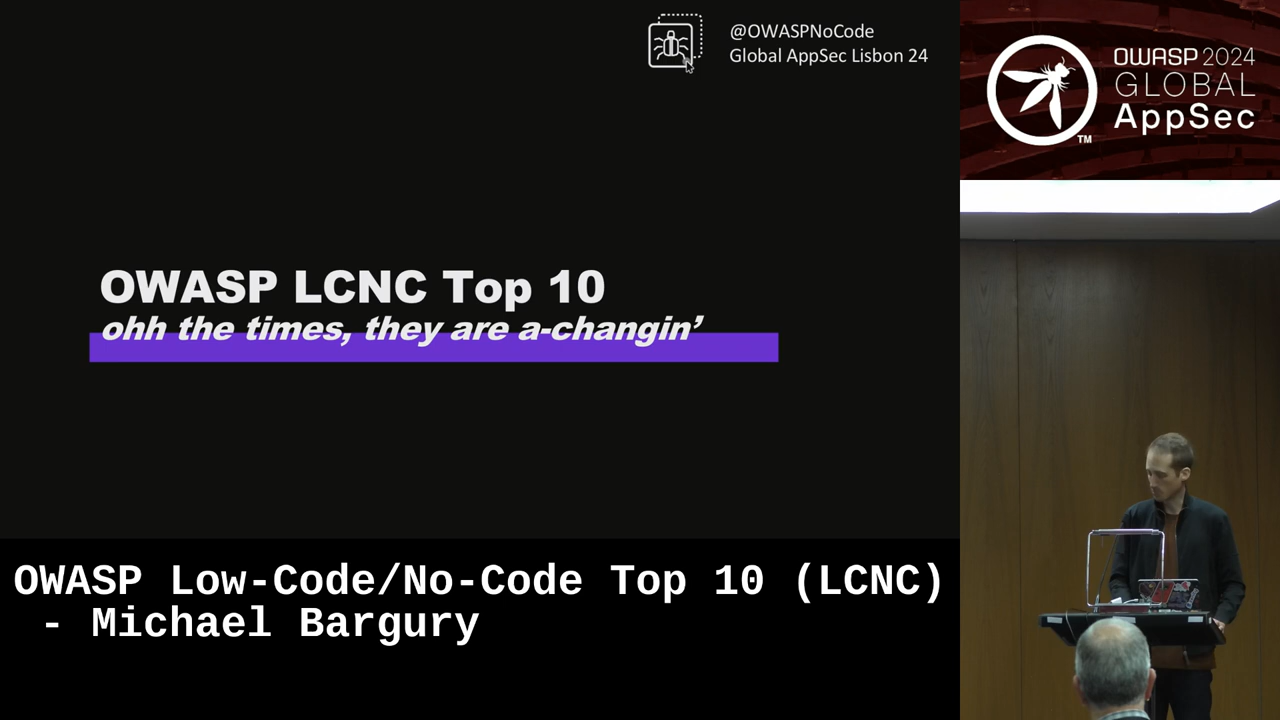 @OWASPNoCode
Global AppSec Lisbon 24
OWASP 2024
GLOBAL
AppSec
TM
OWASP LCNC Top 10
ohh the times, they are a-changin’
OWASP Low-Code/No-Code Top 10 (LCNC)
- Michael Bargury